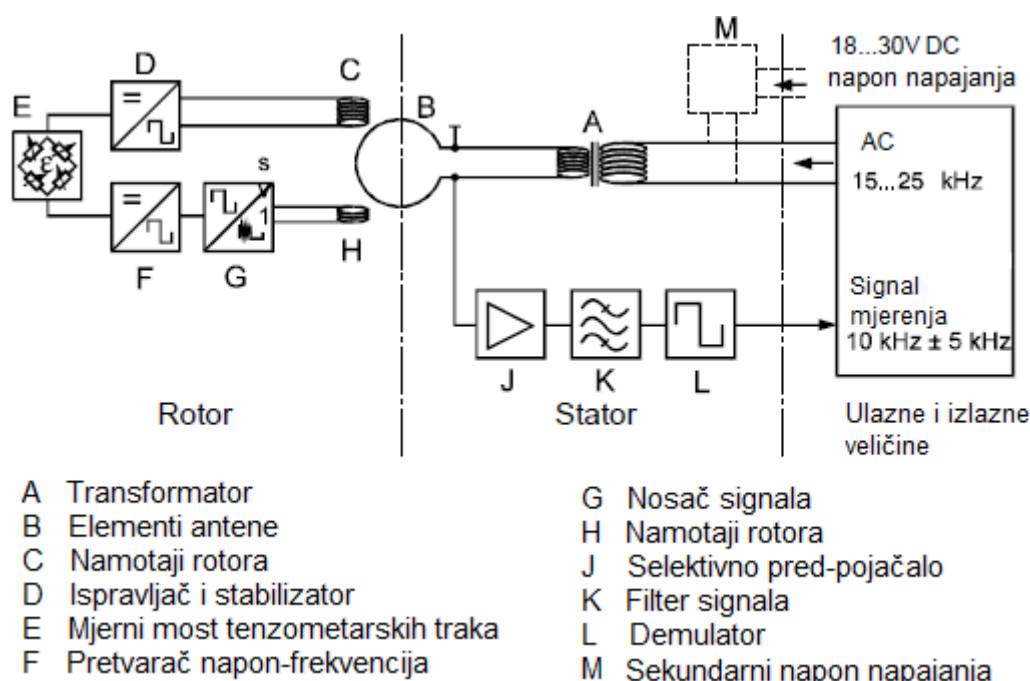 M
18...30V DC
napon napajanja
D
C
B
E
A
AC
15...25 kHz
ε
s
1
F
G
H
Signal
mjerenja
10 kHz ± 5 kHz
J
K
L
Rotor
Stator
Ulazne i izlazne
veličine
A Transformator
B Elementi antene
C Namotaji rotora
D Ispravljač i stabilizator
E Mjerni most tenzometarskih traka
F Pretvarač napon-frekvencija
G Nosač signala
H Namotaji rotora
J Selektivno pred-pojačalo
K Filter signala
L Demulator
M Sekundarni napon napajanja